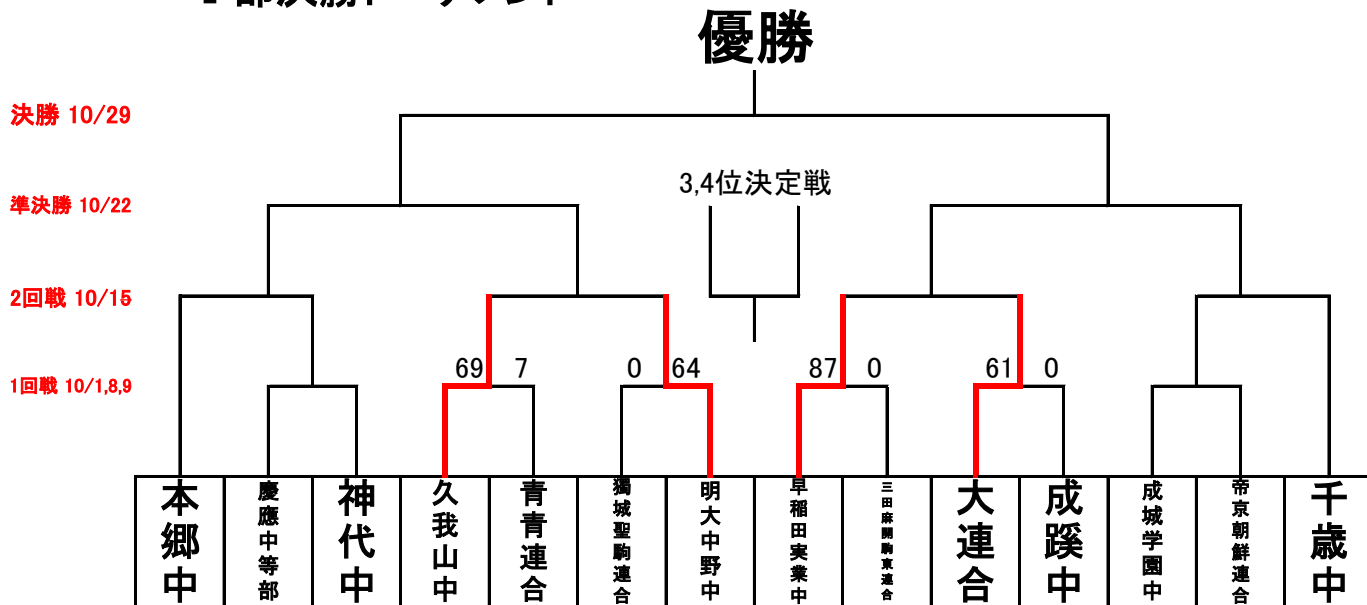 優勝
決勝 10/29
3,4位決定戦
準決勝 10/22
2回戦 10/15
69 7 0 64 87 0 61 0
1回戦 10/1,8,9
本郷中
慶應中等部
神代中
久我山中
青青連合
獨城聖駒連合
明大中野中
早稲田実業中
三田麻開駒東連合
大連合
成蹊中
成城学園中
帝京朝鮮連合
千歳中